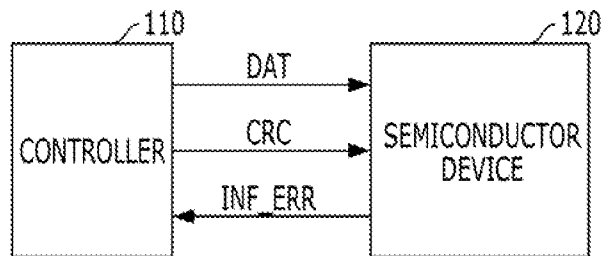 110
120
DAT
CRC
INF_ERR
CONTROLLER
SEMICONDUCTOR
DEVICE